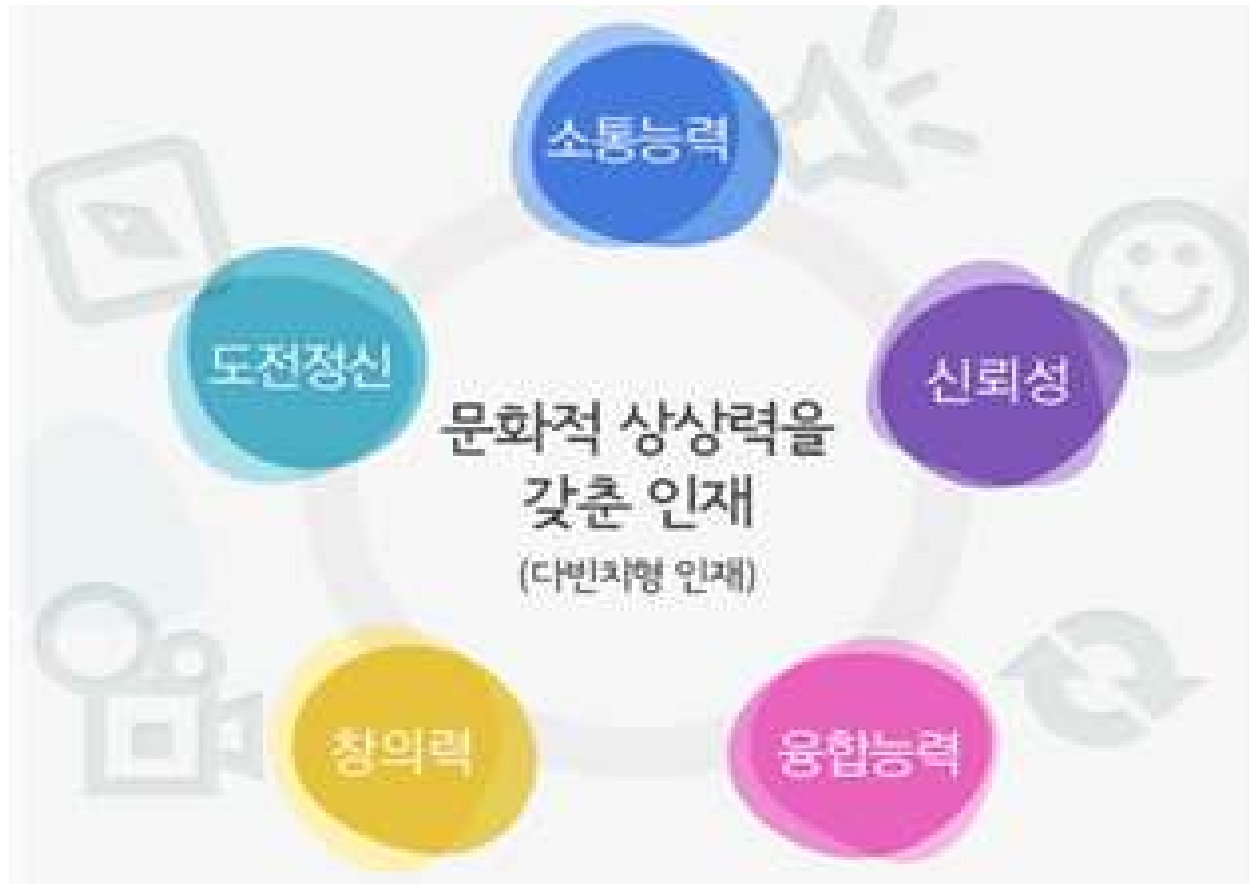 소통능력
도전정신
신뢰성
문화적 상상력을
갖춘 인재
(다빈치형 인재)
창의력
융합능력